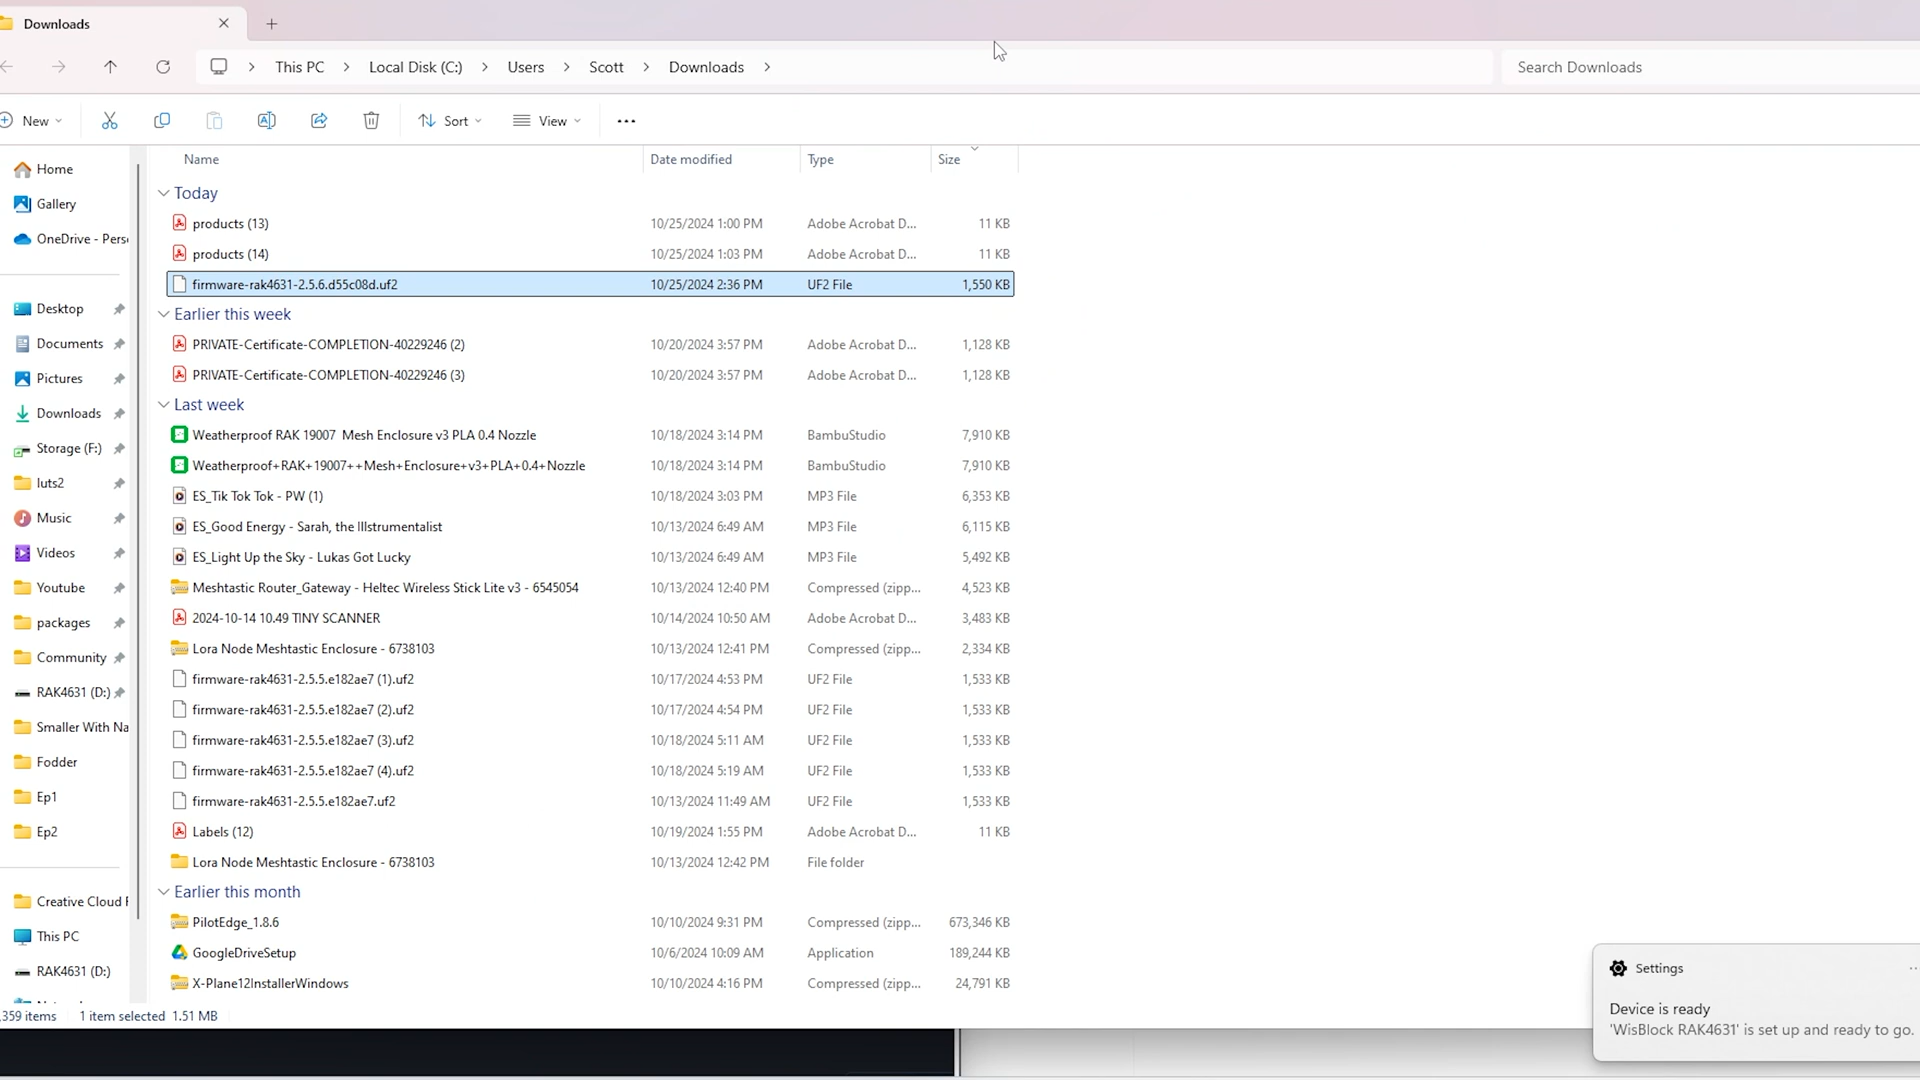 Downloads
This PC > Local Disk (C:) > Users > Scott > Downloads >
Search Downloads
New
Sort
View
Name Date modified Type Size
Home
Gallery
OneDrive - Pers
Desktop
Documents
Pictures
Downloads
Storage (F:)
luts2
Music
Videos
Youtube
packages
Community
RAK4631 (D:)
Smaller With Na
Fodder
Ep1
Ep2
Creative Cloud F
This PC
RAK4631 (D:)
Today
products (13) 10/25/2024 1:00 PM Adobe Acrobat D... 11 KB
products (14) 10/25/2024 1:03 PM Adobe Acrobat D... 11 KB
firmware-rak4631-2.5.6.d55c08d.uf2 10/25/2024 2:36 PM UF2 File 1,550 KB
Earlier this week
PRIVATE-Certificate-COMPLETION-40229246 (2) 10/20/2024 3:57 PM Adobe Acrobat D... 1,128 KB
PRIVATE-Certificate-COMPLETION-40229246 (3) 10/20/2024 3:57 PM Adobe Acrobat D... 1,128 KB
Last week
Weatherproof RAK 19007 Mesh Enclosure v3 PLA 0.4 Nozzle 10/18/2024 3:14 PM BambuStudio 7,910 KB
Weatherproof+RAK+19007++Mesh+Enclosure+v3+PLA+0.4+Nozzle 10/18/2024 3:14 PM BambuStudio 7,910 KB
ES_Tik Tok Tok - PW (1) 10/18/2024 3:03 PM MP3 File 6,353 KB
ES_Good Energy - Sarah, the Illstrumentalist 10/13/2024 6:49 AM MP3 File 6,115 KB
ES_Light Up the Sky - Lukas Got Lucky 10/13/2024 6:49 AM MP3 File 5,492 KB
Meshtastic Router_Gateway - Heltec Wireless Stick Lite v3 - 6545054 10/13/2024 12:40 PM Compressed (zipp... 4,523 KB
2024-10-14 10.49 TINY SCANNER 10/14/2024 10:50 AM Adobe Acrobat D... 3,483 KB
Lora Node Meshtastic Enclosure - 6738103 10/13/2024 12:41 PM Compressed (zipp... 2,334 KB
firmware-rak4631-2.5.5.e182ae7 (1).uf2 10/17/2024 4:53 PM UF2 File 1,533 KB
firmware-rak4631-2.5.5.e182ae7 (2).uf2 10/17/2024 4:54 PM UF2 File 1,533 KB
firmware-rak4631-2.5.5.e182ae7 (3).uf2 10/18/2024 5:11 AM UF2 File 1,533 KB
firmware-rak4631-2.5.5.e182ae7 (4).uf2 10/18/2024 5:19 AM UF2 File 1,533 KB
firmware-rak4631-2.5.5.e182ae7.uf2 10/13/2024 11:49 AM UF2 File 1,533 KB
Labels (12) 10/19/2024 1:55 PM Adobe Acrobat D... 11 KB
Lora Node Meshtastic Enclosure - 6738103 10/13/2024 12:42 PM File folder
Earlier this month
PilotEdge_1.8.6 10/10/2024 9:31 PM Compressed (zipp... 673,346 KB
GoogleDriveSetup 10/6/2024 10:09 AM Application 189,244 KB
X-Plane12InstallerWindows 10/10/2024 4:16 PM Compressed (zipp... 24,791 KB
,359 items 1 item selected 1.51 MB
Settings
Device is ready
'WisBlock RAK4631' is set up and ready to go.